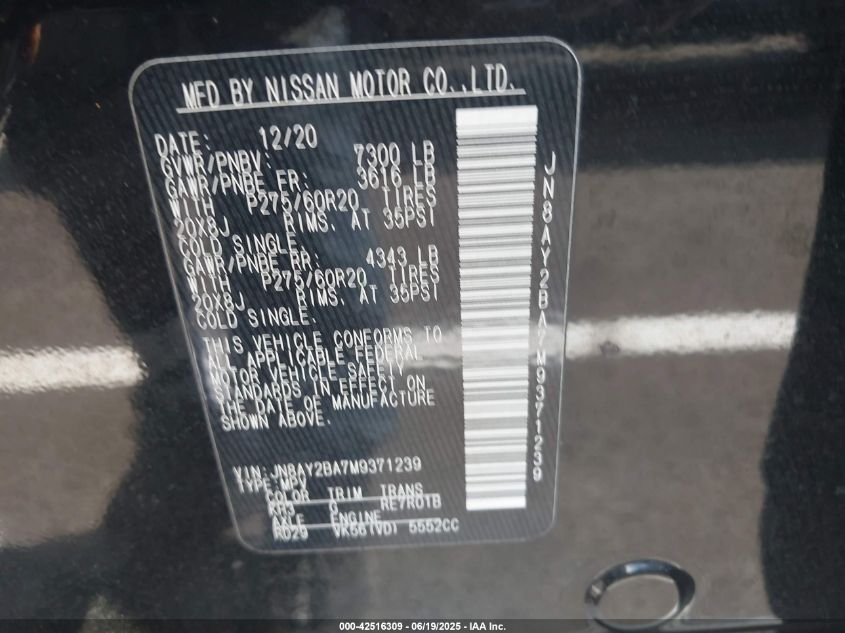 MFD BY NISSAN MOTOR CO.,LTD.
DATE: 12/20
GVWR/PNBV: 7300 LB
GAWR/PNBE FR: 3616 LB
WITH P275/60R20 TIRES
20X8J RIMS. AT 35PSI
COLD SINGLE.
GAWR/PNBE RR: 4343 LB
WITH P275/60R20 TIRES
20X8J RIMS. AT 35PSI
COLD SINGLE.
THIS VEHICLE CONFORMS TO
ALL APPLICABLE FEDERAL
MOTOR VEHICLE SAFETY
STANDARDS IN EFFECT ON
THE DATE OF MANUFACTURE
SHOWN ABOVE.
VIN: JN8AY2BA7M9371239
TYPE: MPV
COLOR TRIM TRANS
KH3 G RE7R01B
AXLE ENGINE
RD29 VK56(VD) 5552CC
JN8AY2BA7M9371239
000-42516309 - 06/19/2025 - IAA Inc.